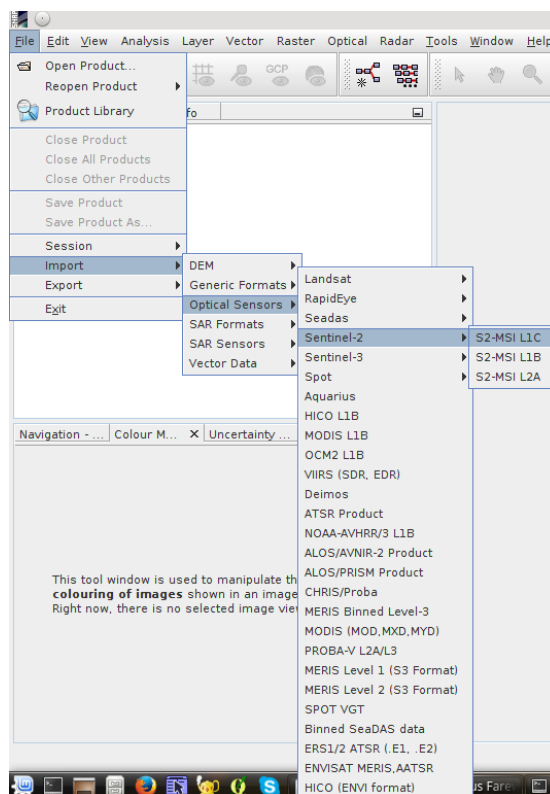 File Edit View Analysis Layer Vector Raster Optical Radar Tools Window Help
Open Product...
Reopen Product
Product Library
Close Product
Close All Products
Close Other Products
Save Product
Save Product As...
Session
Import
Export
Exit
GCP
fo
DEM
Generic Formats
Optical Sensors
SAR Formats
SAR Sensors
Vector Data
Landsat
RapidEye
Seadas
Sentinel-2
Sentinel-3
Spot
Aquarius
HICO L1B
MODIS L1B
OCM2 L1B
VIIRS (SDR, EDR)
Deimos
ATSR Product
NOAA-AVHRR/3 L1B
ALOS/AVNIR-2 Product
ALOS/PRISM Product
CHRIS/Proba
MERIS Binned Level-3
MODIS (MOD,MXD,MYD)
PROBA-V L2A/L3
MERIS Level 1 (S3 Format)
MERIS Level 2 (S3 Format)
SPOT VGT
Binned SeaDAS data
ERS1/2 ATSR (.E1, .E2)
ENVISAT MERIS,AATSR
HICO (ENVI format)
S2-MSI L1C
S2-MSI L1B
S2-MSI L2A
Navigation - ... Colour M... X Uncertainty ...
This tool window is used to manipulate th
colouring of images shown in an image
Right now, there is no selected image vie
us Fare